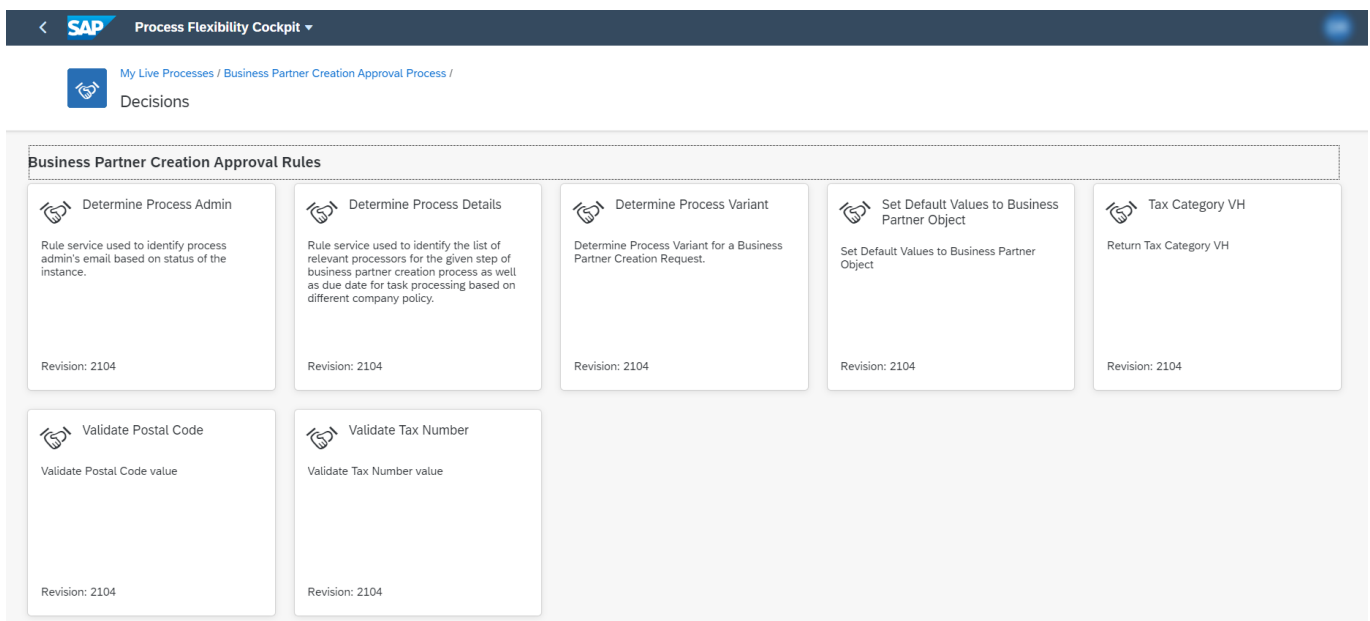 SAP Process Flexibility Cockpit
My Live Processes / Business Partner Creation Approval Process /
Decisions
Business Partner Creation Approval Rules
Determine Process Admin
Rule service used to identify process
admin's email based on status of the
instance.
Revision: 2104
Determine Process Details
Rule service used to identify the list of
relevant processors for the given step of
business partner creation process as well
as due date for task processing based on
different company policy.
Revision: 2104
Determine Process Variant
Determine Process Variant for a Business
Partner Creation Request.
Revision: 2104
Set Default Values to Business
Partner Object
Set Default Values to Business Partner
Object
Revision: 2104
Tax Category VH
Return Tax Category VH
Revision: 2104
Validate Postal Code
Validate Postal Code value
Revision: 2104
Validate Tax Number
Validate Tax Number value
Revision: 2104